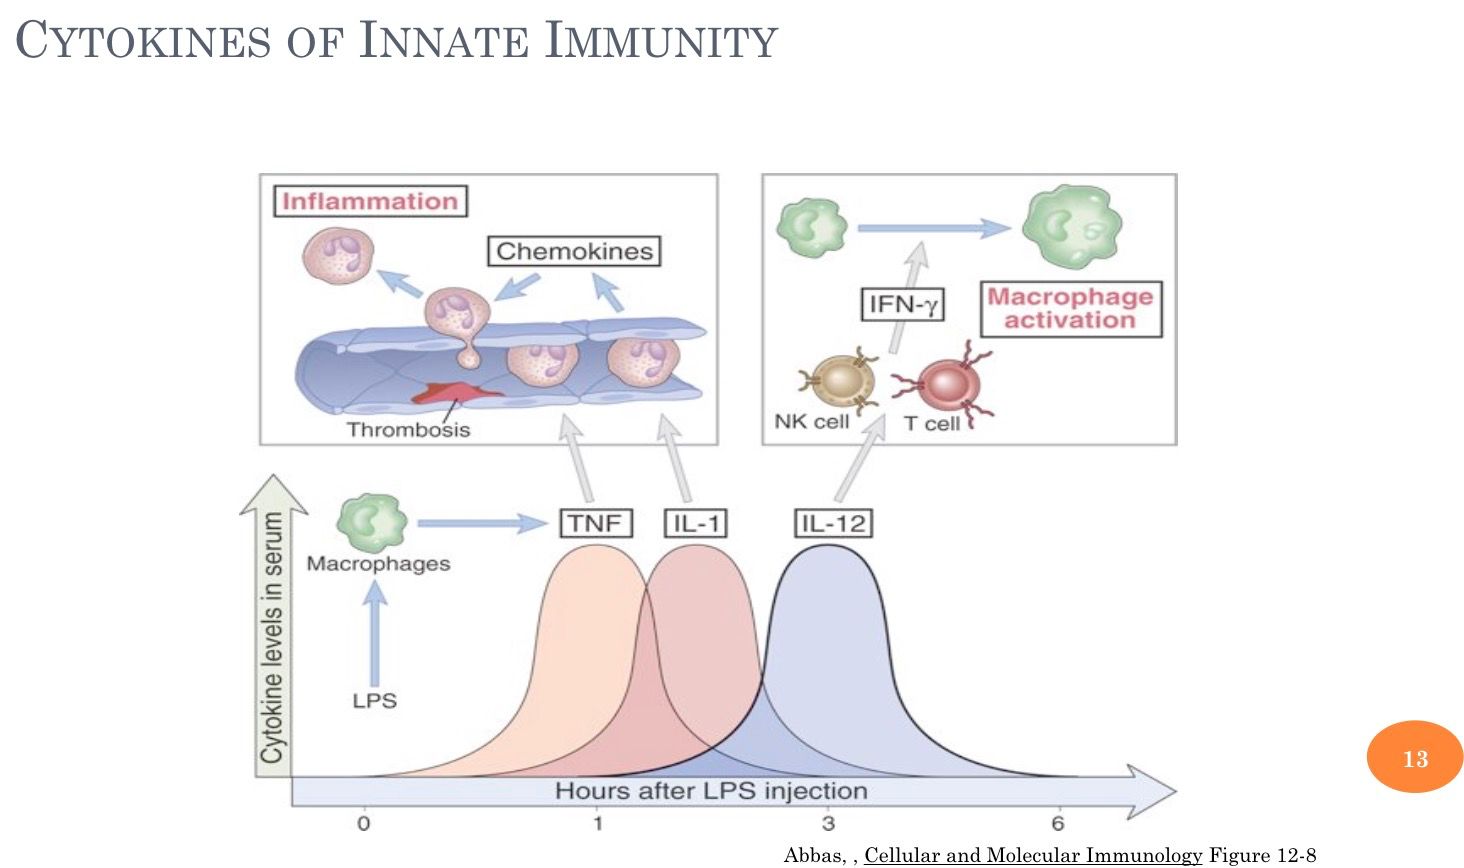 CYTOKINES OF INNATE IMMUNITY
Inflammation
Chemokines
Thrombosis
IFN-γ
Macrophage
activation
NK cell
T cell
Cytokine levels in serum
Macrophages
LPS
TNF
IL-1
IL-12
Hours after LPS injection
0 1 3 6
13
Abbas, , Cellular and Molecular Immunology Figure 12-8